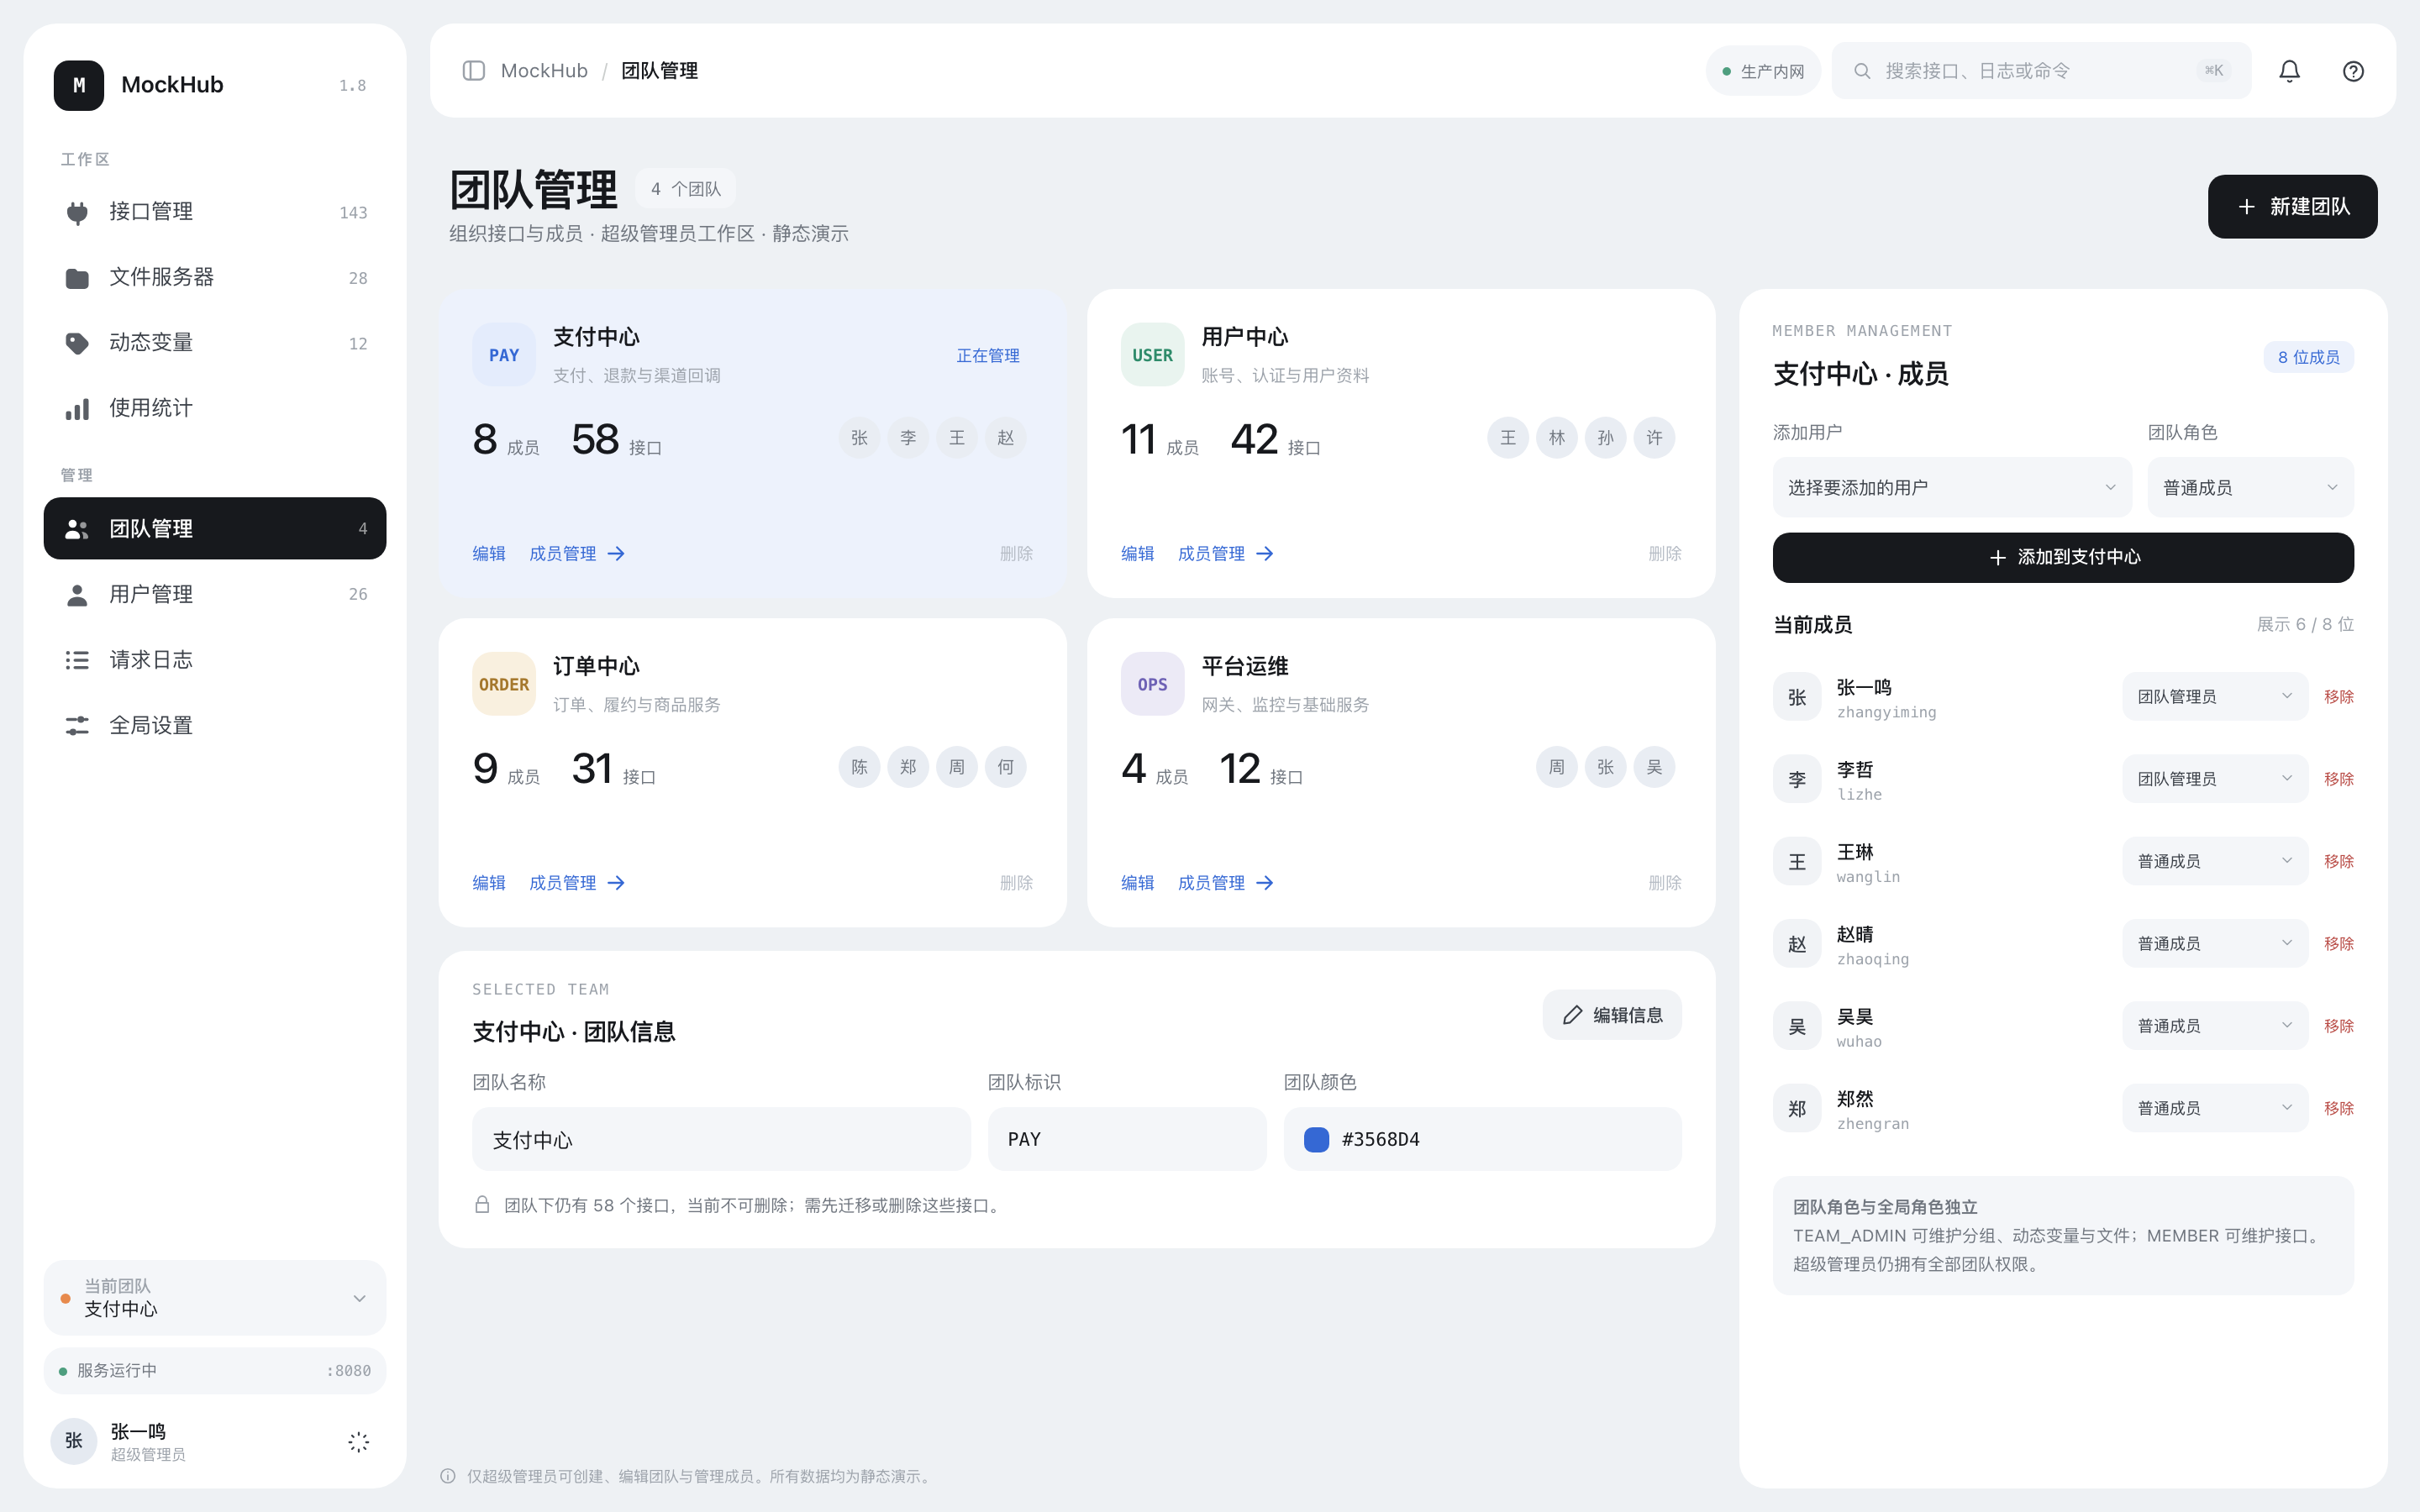 M MockHub 1.8
工作区
接口管理 143
文件服务器 28
动态变量 12
使用统计
管理
团队管理 4
用户管理 26
请求日志
全局设置
当前团队
支付中心
服务运行中 :8080
张 张一鸣
超级管理员
MockHub / 团队管理
生产内网
搜索接口、日志或命令 ⌘K
团队管理 4 个团队
组织接口与成员 · 超级管理员工作区 · 静态演示
新建团队
PAY 支付中心
支付、退款与渠道回调
正在管理
8 成员 58 接口 张 李 王 赵
编辑 成员管理 → 删除
USER 用户中心
账号、认证与用户资料
11 成员 42 接口 王 林 孙 许
编辑 成员管理 → 删除
ORDER 订单中心
订单、履约与商品服务
9 成员 31 接口 陈 郑 周 何
编辑 成员管理 → 删除
OPS 平台运维
网关、监控与基础服务
4 成员 12 接口 周 张 吴
编辑 成员管理 → 删除
SELECTED TEAM
支付中心 · 团队信息
编辑信息
团队名称 团队标识 团队颜色
支付中心 PAY #3568D4
团队下仍有 58 个接口，当前不可删除；需先迁移或删除这些接口。
仅超级管理员可创建、编辑团队与管理成员。所有数据均为静态演示。
MEMBER MANAGEMENT
支付中心 · 成员
8 位成员
添加用户 团队角色
选择要添加的用户 普通成员
添加到支付中心
当前成员 展示 6 / 8 位
张 张一鸣 团队管理员 移除
zhangyiming
李 李哲 团队管理员 移除
lizhe
王 王琳 普通成员 移除
wanglin
赵 赵晴 普通成员 移除
zhaoqing
吴 吴昊 普通成员 移除
wuhao
郑 郑然 普通成员 移除
zhengran
团队角色与全局角色独立
TEAM_ADMIN 可维护分组、动态变量与文件；MEMBER 可维护接口。
超级管理员仍拥有全部团队权限。